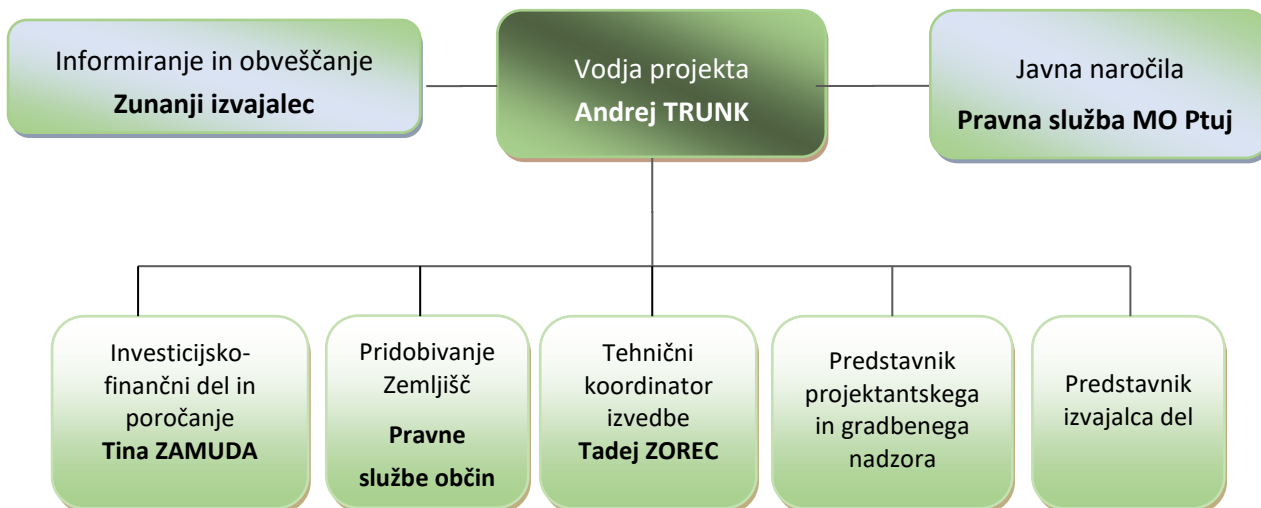 Informiranje in obveščanje
Zunanji izvajalec
Vodja projekta
Andrej TRUNK
Javna naročila
Pravna služba MO Ptuj
Investicijsko-
finančni del in
poročanje
Tina ZAMUDA
Pridobivanje
Zemljišč
Pravne
službe občin
Tehnični
koordinator
izvedbe
Tadej ZOREC
Predstavnik
projektantskega
in gradbenega
nadzora
Predstavnik
izvajalca del